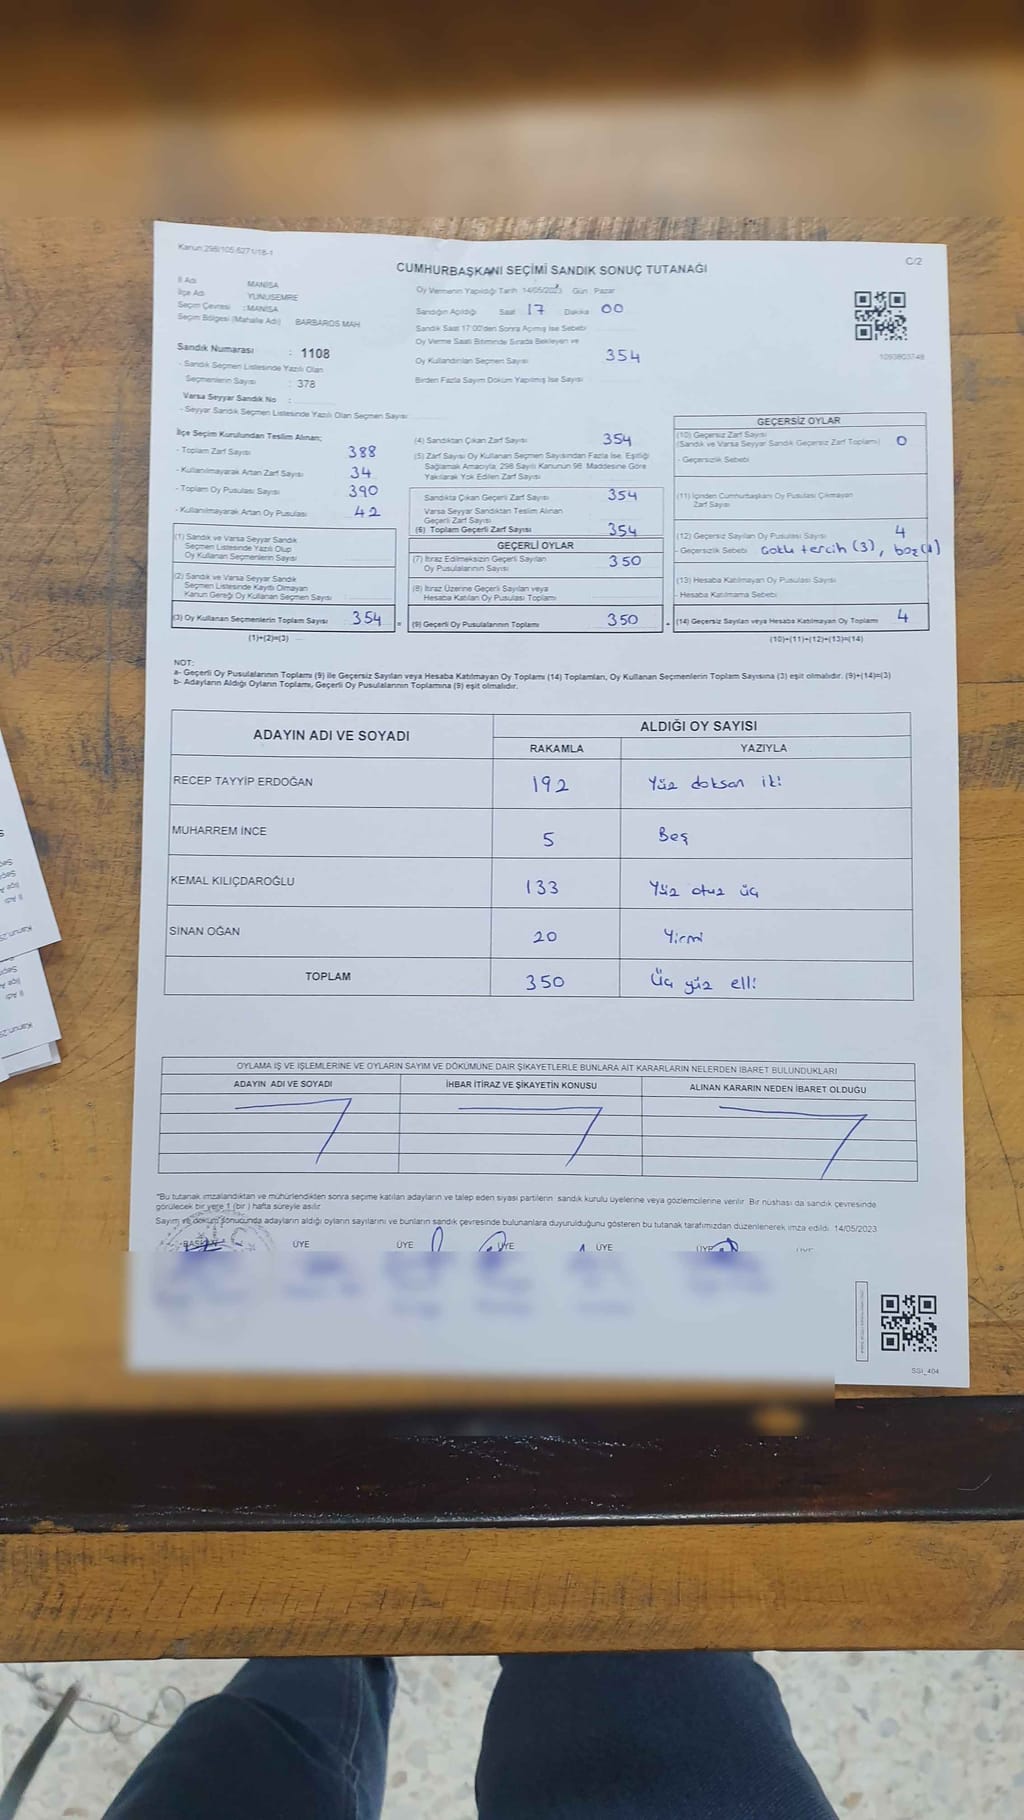 Kanun:298/105 6271/18-1
C/2
CUMHURBAŞKANI SEÇİMİ SANDIK SONUÇ TUTANAĞI
İl Adı MANİSA
İlçe Adı YUNUSEMRE
Seçim Çevresi : MANİSA
Seçim Bölgesi (Mahalle Adı) BARBAROS MAH
Sandık Numarası : 1108
- Sandık Seçmen Listesinde Yazılı Olan
Seçmenlerin Sayısı : 378
Varsa Seyyar Sandık No :
- Seyyar Sandık Seçmen Listesinde Yazılı Olan Seçmen Sayısı
Oy Vermenin Yapıldığı Tarih 14/05/2023 Gün : Pazar
Sandığın Açıldığı Saat 17 Dakika 00
Sandık Saat 17:00'den Sonra Açılmış İse Sebebi
Oy Verme Saati Bitiminde Sırada Bekleyen ve
Oy Kullandırılan Seçmen Sayısı 354
Birden Fazla Sayım Döküm Yapılmış İse Sayısı
1093803748
İlçe Seçim Kurulundan Teslim Alınan;
- Toplam Zarf Sayısı 388
- Kullanılmayarak Artan Zarf Sayısı 34
- Toplam Oy Pusulası Sayısı 390
- Kullanılmayarak Artan Oy Pusulası 42
(1) Sandık ve Varsa Seyyar Sandık
Seçmen Listesinde Yazılı Olup
Oy Kullanan Seçmenlerin Sayısı
(2) Sandık ve Varsa Seyyar Sandık
Seçmen Listesinde Kayıtlı Olmayan
Kanun Gereği Oy Kullanan Seçmen Sayısı
(3) Oy Kullanan Seçmenlerin Toplam Sayısı 354 =
(1)+(2)=(3)
(4) Sandıktan Çıkan Zarf Sayısı 354
(5) Zarf Sayısı Oy Kullanan Seçmen Sayısından Fazla İse, Eşitliği
Sağlamak Amacıyla, 298 Sayılı Kanunun 98. Maddesine Göre
Yakılarak Yok Edilen Zarf Sayısı
Sandıkta Çıkan Geçerli Zarf Sayısı 354
Varsa Seyyar Sandıktan Teslim Alınan
Geçerli Zarf Sayısı
(6) Toplam Geçerli Zarf Sayısı 354
GEÇERLİ OYLAR
(7) İtiraz Edilmeksizin Geçerli Sayılan
Oy Pusulalarının Sayısı 350
(8) İtiraz Üzerine Geçerli Sayılan veya
Hesaba Katılan Oy Pusulası Toplamı
(9) Geçerli Oy Pusulalarının Toplamı 350
GEÇERSİZ OYLAR
(10) Geçersiz Zarf Sayısı
(Sandık ve Varsa Seyyar Sandık Geçersiz Zarf Toplamı) 0
- Geçersizlik Sebebi
(11) İçinden Cumhurbaşkanı Oy Pusulası Çıkmayan
Zarf Sayısı
(12) Geçersiz Sayılan Oy Pusulası Sayısı 4
- Geçersizlik Sebebi Çoklu tercih (3), boş (1)
(13) Hesaba Katılmayan Oy Pusulası Sayısı
- Hesaba Katılmama Sebebi
(14) Geçersiz Sayılan veya Hesaba Katılmayan Oy Toplamı 4
(10)+(11)+(12)+(13)=(14)
NOT:
a- Geçerli Oy Pusulalarının Toplamı (9) İle Geçersiz Sayılan veya Hesaba Katılmayan Oy Toplamı (14) Toplamları, Oy Kullanan Seçmenlerin Toplam Sayısına (3) eşit olmalıdır. (9)+(14)=(3)
b- Adayların Aldığı Oyların Toplamı, Geçerli Oy Pusulalarının Toplamına (9) eşit olmalıdır.
ADAYIN ADI VE SOYADI
ALDIĞI OY SAYISI
RAKAMLA YAZIYLA
RECEP TAYYİP ERDOĞAN 192 Yüz doksan iki
MUHARREM İNCE 5 Beş
KEMAL KILIÇDAROĞLU 133 Yüz otuz üç
SİNAN OĞAN 20 Yirmi
TOPLAM 350 Üç yüz elli
OYLAMA İŞ VE İŞLEMLERİNE VE OYLARIN SAYIM VE DÖKÜMÜNE DAİR ŞİKAYETLERLE BUNLARA AİT KARARLARIN NELERDEN İBARET BULUNDUKLARI
ADAYIN ADI VE SOYADI İHBAR İTİRAZ VE ŞİKAYETİN KONUSU ALINAN KARARIN NEDEN İBARET OLDUĞU
*Bu tutanak imzalandıktan ve mühürlendikten sonra seçime katılan adayların ve talep eden siyasi partilerin sandık kurulu üyelerine veya gözlemcilerine verilir. Bir nüshası da sandık çevresinde
görülecek bir yere 1 (bir) hafta süreyle asılır
Sayım ve döküm sonucunda adayların aldığı oyların sayılarını ve bunların sandık çevresinde bulunanlara duyurulduğunu gösteren bu tutanak tarafımızdan düzenlenerek imza edildi. 14/05/2023
BAŞKAN ÜYE ÜYE ÜYE ÜYE ÜYE
SSI_404